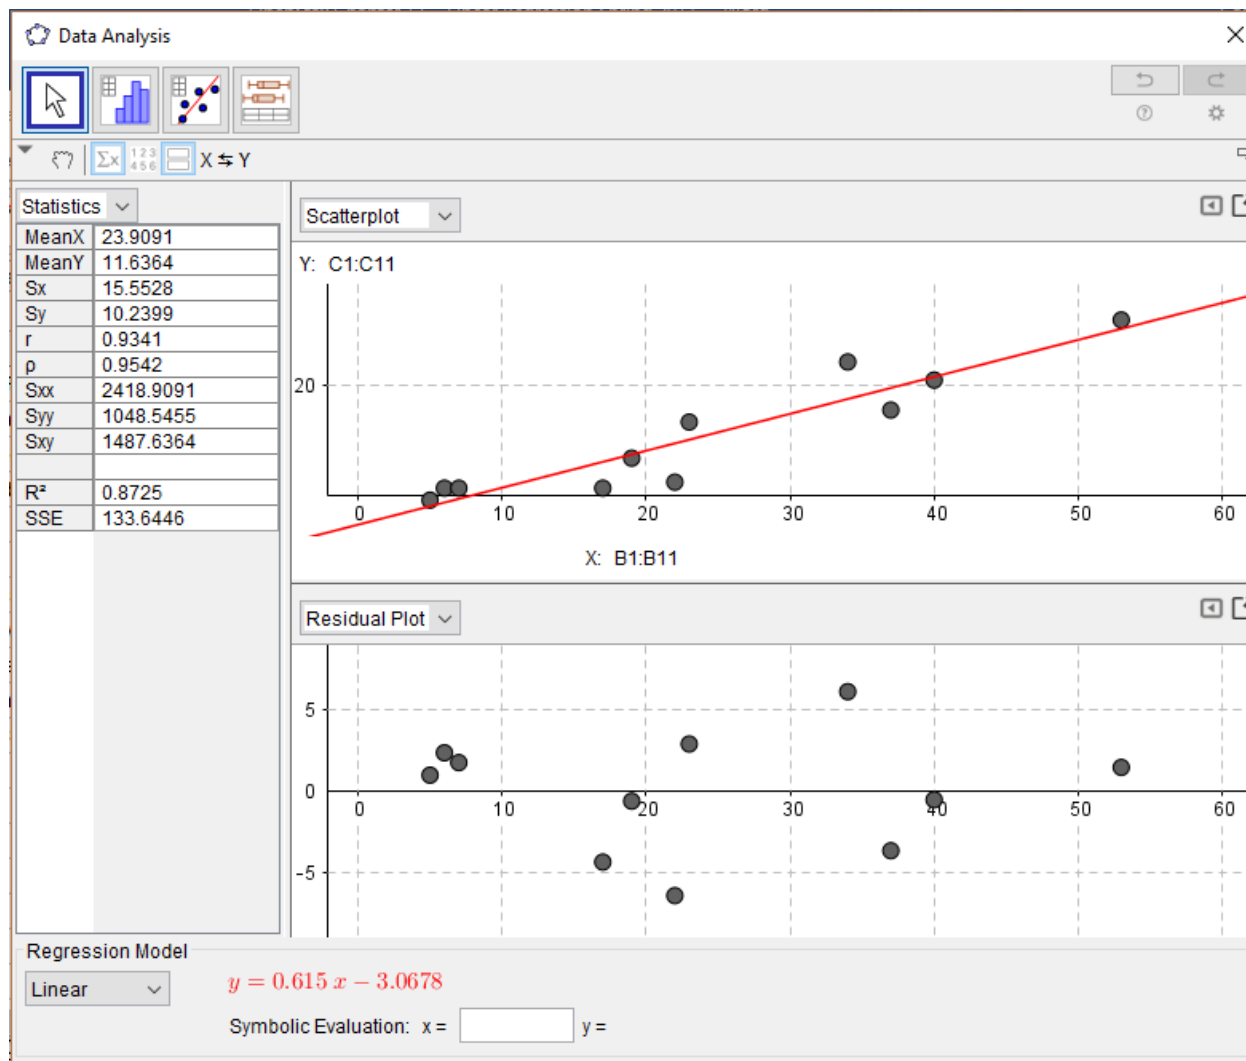 Data Analysis
123
456
Σx
X ⇆ Y
Statistics
MeanX 23.9091
MeanY 11.6364
Sx 15.5528
Sy 10.2399
r 0.9341
ρ 0.9542
Sxx 2418.9091
Syy 1048.5455
Sxy 1487.6364
R² 0.8725
SSE 133.6446
Scatterplot
Y: C1:C11
20
0 10 20 30 40 50 60
X: B1:B11
Residual Plot
5
0
0 10 20 30 40 50 60
-5
Regression Model
Linear
y = 0.615 x − 3.0678
Symbolic Evaluation: x = y =